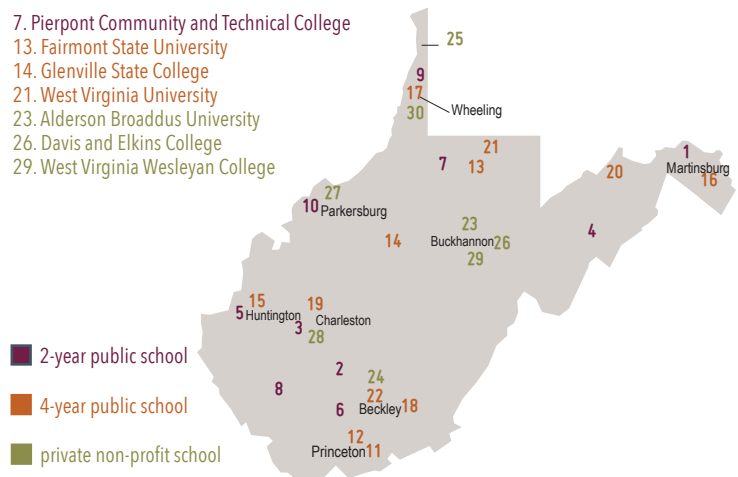 7. Pierpont Community and Technical College
13. Fairmont State University
14. Glenville State College
21. West Virginia University
23. Alderson Broaddus University
26. Davis and Elkins College
29. West Virginia Wesleyan College
25
9
17
Wheeling
30
21
7
13
1
Martinsburg
20
16
27
10
Parkersburg
23
4
14
Buckhannon
26
29
15
19
5
Huntington
Charleston
3
28
2-year public school
2
24
8
22
4-year public school
6
Beckley
18
12
private non-profit school
Princeton
11